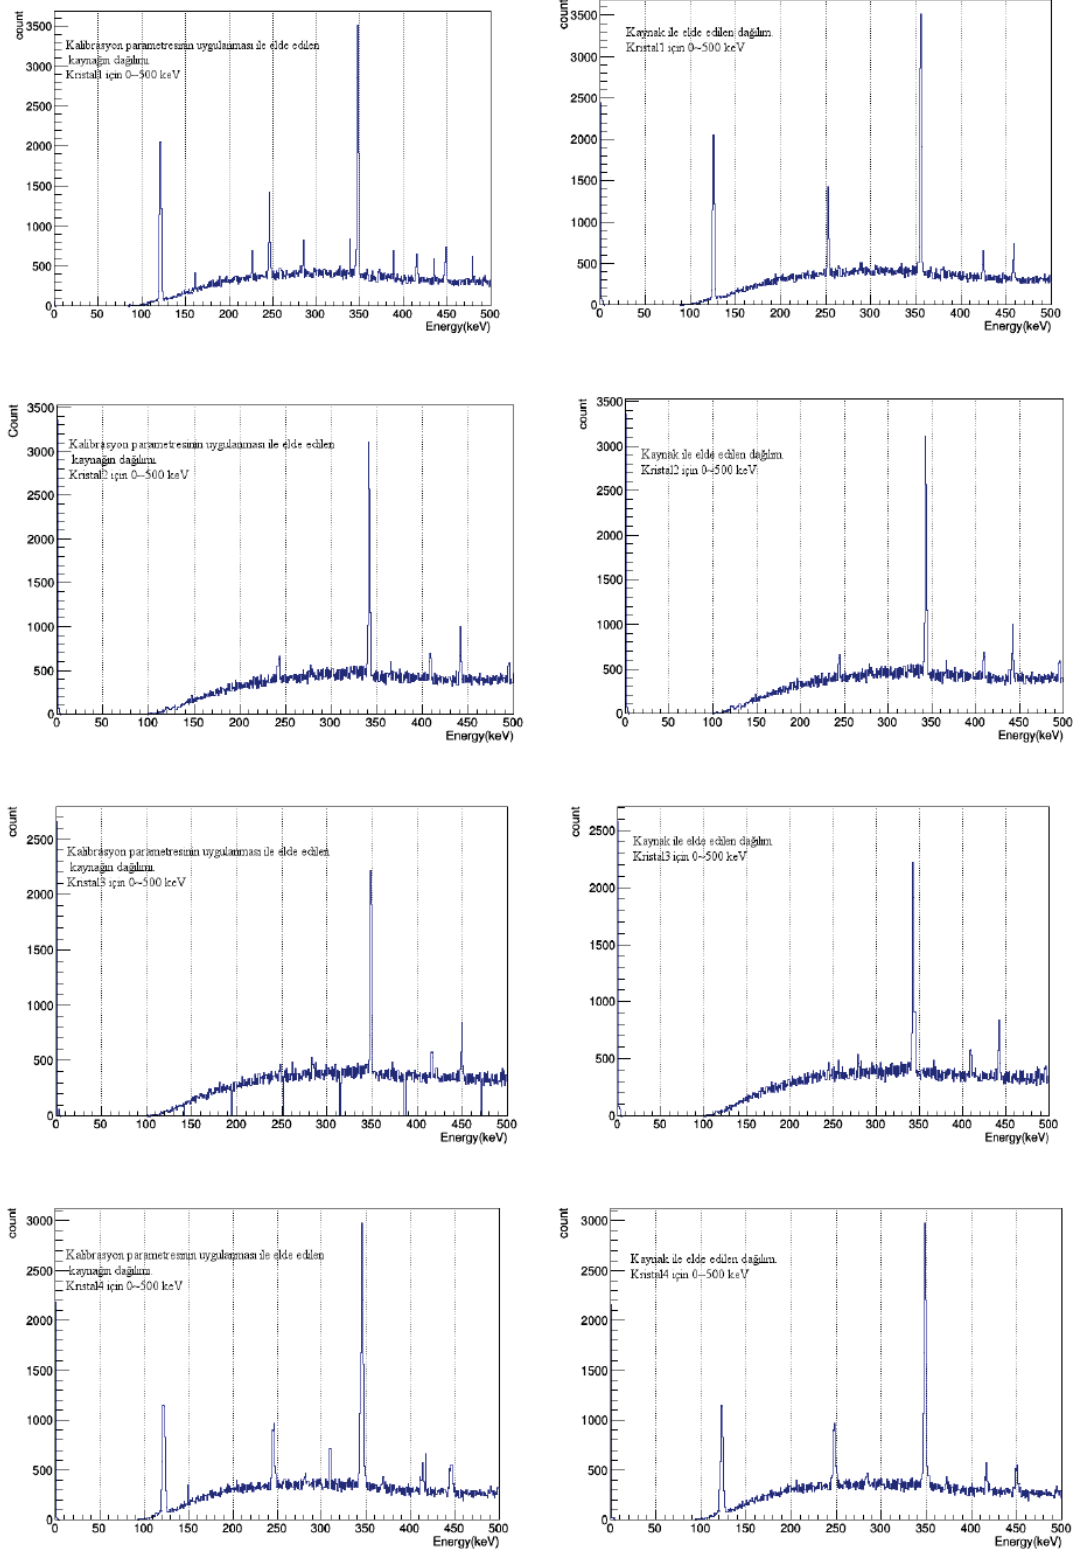 count
3500
3000
2500
2000
1500
1000
500
0
Kalibrasyon parametresinin uygulanması ile elde edilen
kaynağın dağılımı
Kristal1 için 0~500 keV
0 50 100 150 200 250 300 350 400 450 500
Energy(keV)
count
3500
3000
2500
2000
1500
1000
500
0
Kaynak ile elde edilen dağılım.
Kristal1 için 0~500 keV
0 50 100 150 200 250 300 350 400 450 500
Energy(keV)
Count
3500
3000
2500
2000
1500
1000
500
0
Kalibrasyon parametresinin uygulanması ile elde edilen
kaynağın dağılımı.
Kristal2 için 0~500 keV
0 50 100 150 200 250 300 350 400 450 500
Energy(keV)
count
3500
3000
2500
2000
1500
1000
500
0
Kaynak ile elde edilen dağılım.
Kristal2 için 0~500 keV
0 50 100 150 200 250 300 350 400 450 500
Energy(keV)
count
2500
2000
1500
1000
500
0
Kalibrasyon parametresinin uygulanması ile elde edilen
kaynağın dağılımı.
Kristal3 için 0~500 keV
0 50 100 150 200 250 300 350 400 450 500
Energy(keV)
count
2500
2000
1500
1000
500
0
Kaynak ile elde edilen dağılım.
Kristal3 için 0~500 keV
0 50 100 150 200 250 300 350 400 450 500
Energy(keV)
count
3000
2500
2000
1500
1000
500
0
Kalibrasyon parametresinin uygulanması ile elde edilen
kaynağın dağılımı.
Kristal4 için 0~500 keV
0 50 100 150 200 250 300 350 400 450 500
Energy(keV)
count
3000
2500
2000
1500
1000
500
0
Kaynak ile elde edilen dağılım.
Kristal4 için 0~500 keV
0 50 100 150 200 250 300 350 400 450 500
Energy(keV)